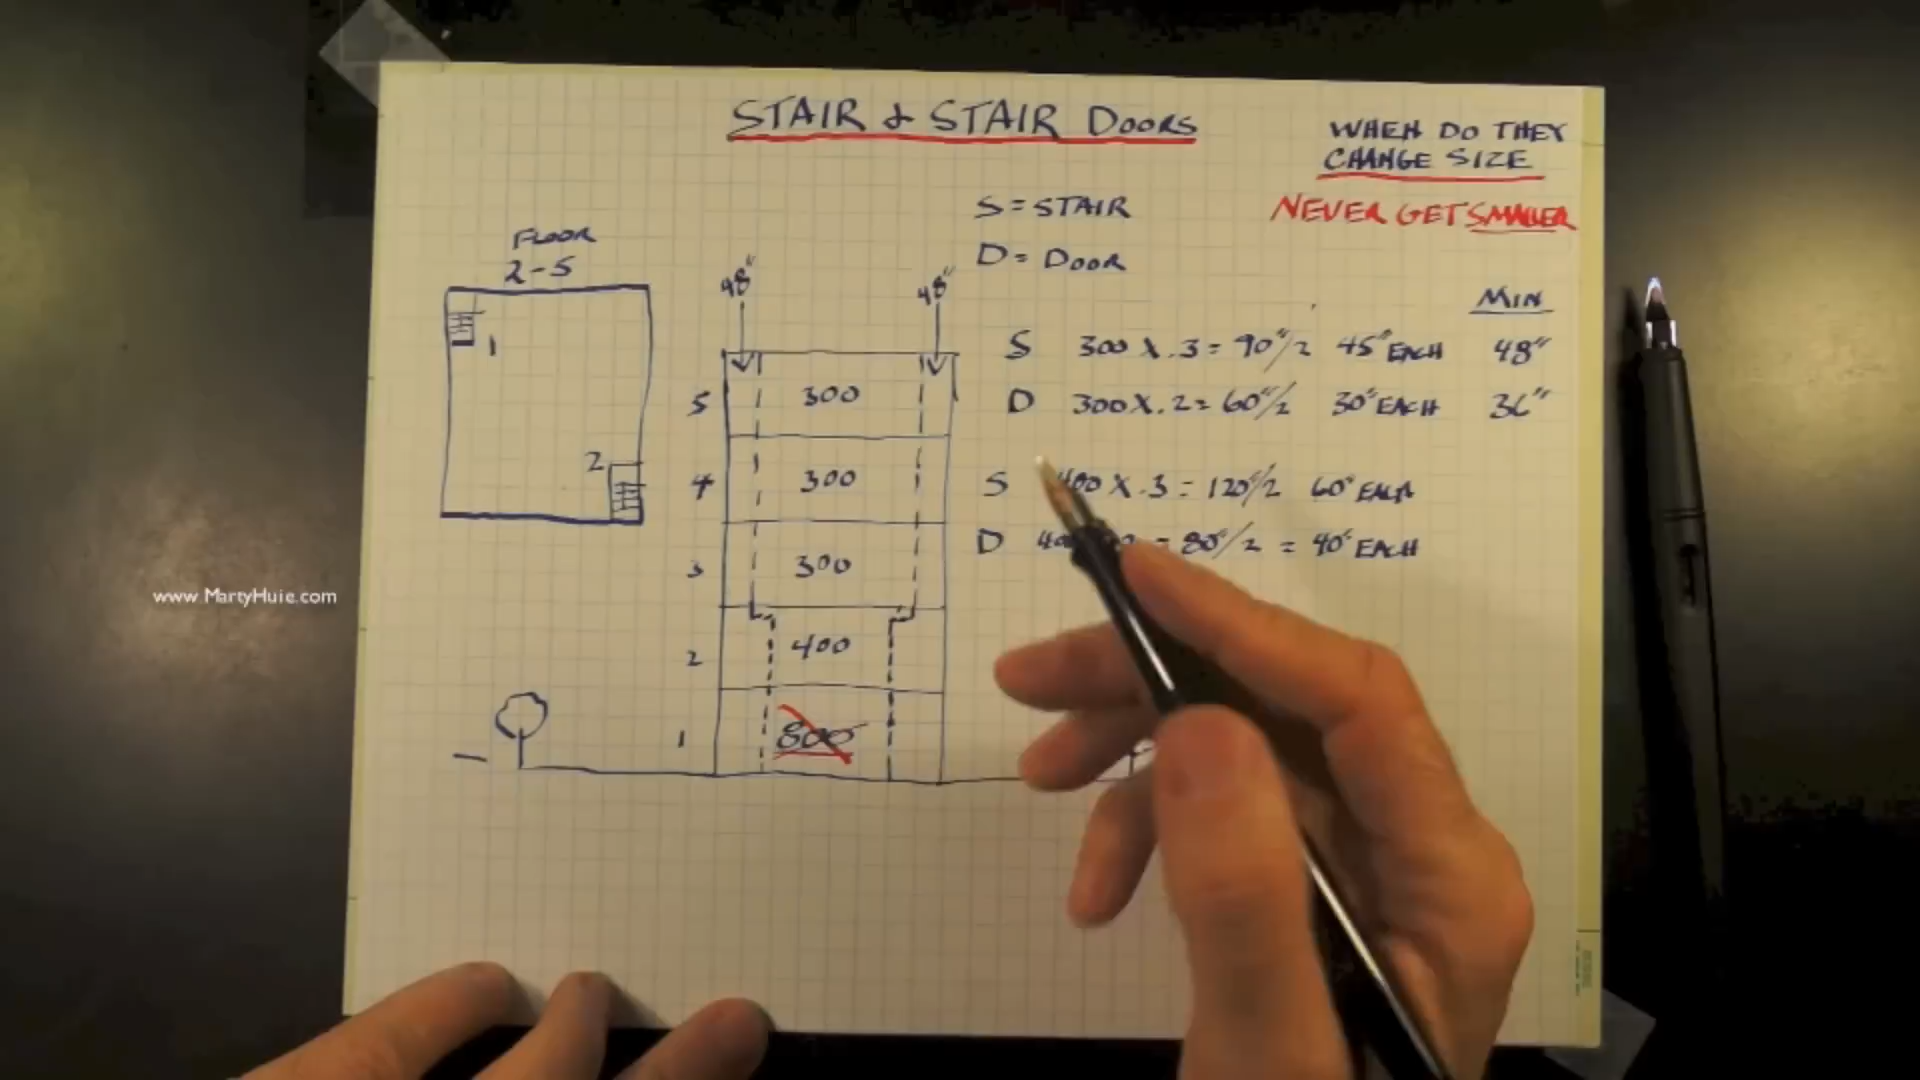 STAIR & STAIR DOORS
WHEN DO THEY
CHANGE SIZE
NEVER GET SMALLER
S = STAIR
D = DOOR
FLOOR
2-5
1
2
48"
48"
MIN
S 300 X .3 = 90"/2 45" EACH 48"
D 300 X .2 = 60"/2 30" EACH 36"
S 400 X .3 = 120"/2 60" EACH
D = 80"/2 = 40" EACH
5 300
4 300
3 300
2 400
1 800
www.MartyHuie.com